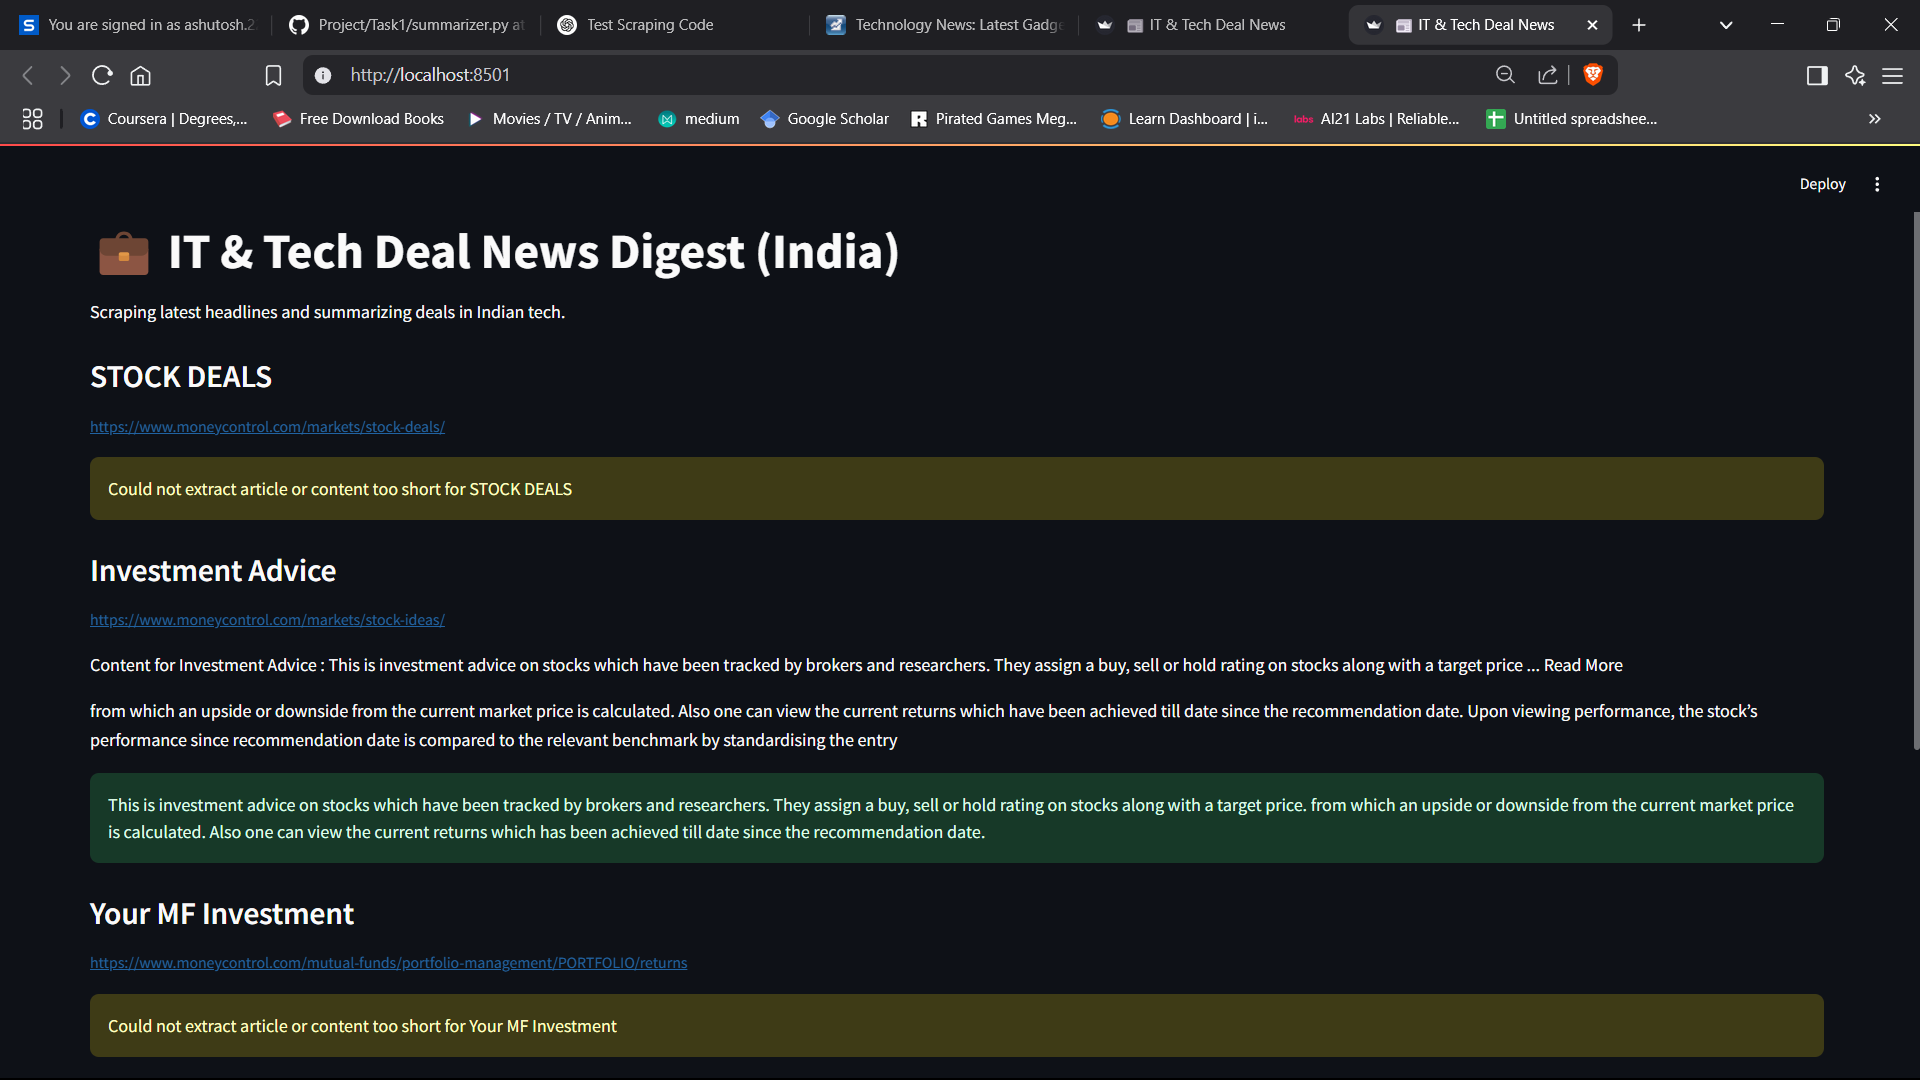 You are signed in as ashutosh.2
Project/Task1/summarizer.py at
Test Scraping Code
Technology News: Latest Gadge
IT & Tech Deal News
IT & Tech Deal News
http://localhost:8501
Coursera | Degrees,...
Free Download Books
Movies / TV / Anim...
medium
Google Scholar
Pirated Games Meg...
Learn Dashboard | i...
labs AI21 Labs | Reliable...
Untitled spreadshee...
Deploy
IT & Tech Deal News Digest (India)
Scraping latest headlines and summarizing deals in Indian tech.
STOCK DEALS
https://www.moneycontrol.com/markets/stock-deals/
Could not extract article or content too short for STOCK DEALS
Investment Advice
https://www.moneycontrol.com/markets/stock-ideas/
Content for Investment Advice : This is investment advice on stocks which have been tracked by brokers and researchers. They assign a buy, sell or hold rating on stocks along with a target price ... Read More
from which an upside or downside from the current market price is calculated. Also one can view the current returns which have been achieved till date since the recommendation date. Upon viewing performance, the stock’s
performance since recommendation date is compared to the relevant benchmark by standardising the entry
This is investment advice on stocks which have been tracked by brokers and researchers. They assign a buy, sell or hold rating on stocks along with a target price. from which an upside or downside from the current market price
is calculated. Also one can view the current returns which has been achieved till date since the recommendation date.
Your MF Investment
https://www.moneycontrol.com/mutual-funds/portfolio-management/PORTFOLIO/returns
Could not extract article or content too short for Your MF Investment